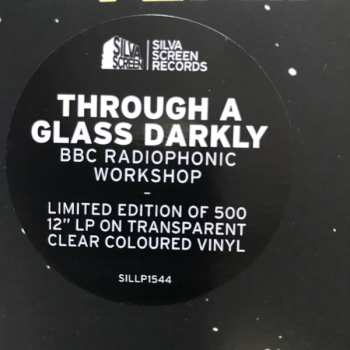 SILVA
SCREEN
SILVA
SCREEN
RECORDS
THROUGH A
GLASS DARKLY
BBC RADIOPHONIC
WORKSHOP
–
LIMITED EDITION OF 500
12” LP ON TRANSPARENT
CLEAR COLOURED VINYL
SILLP1544